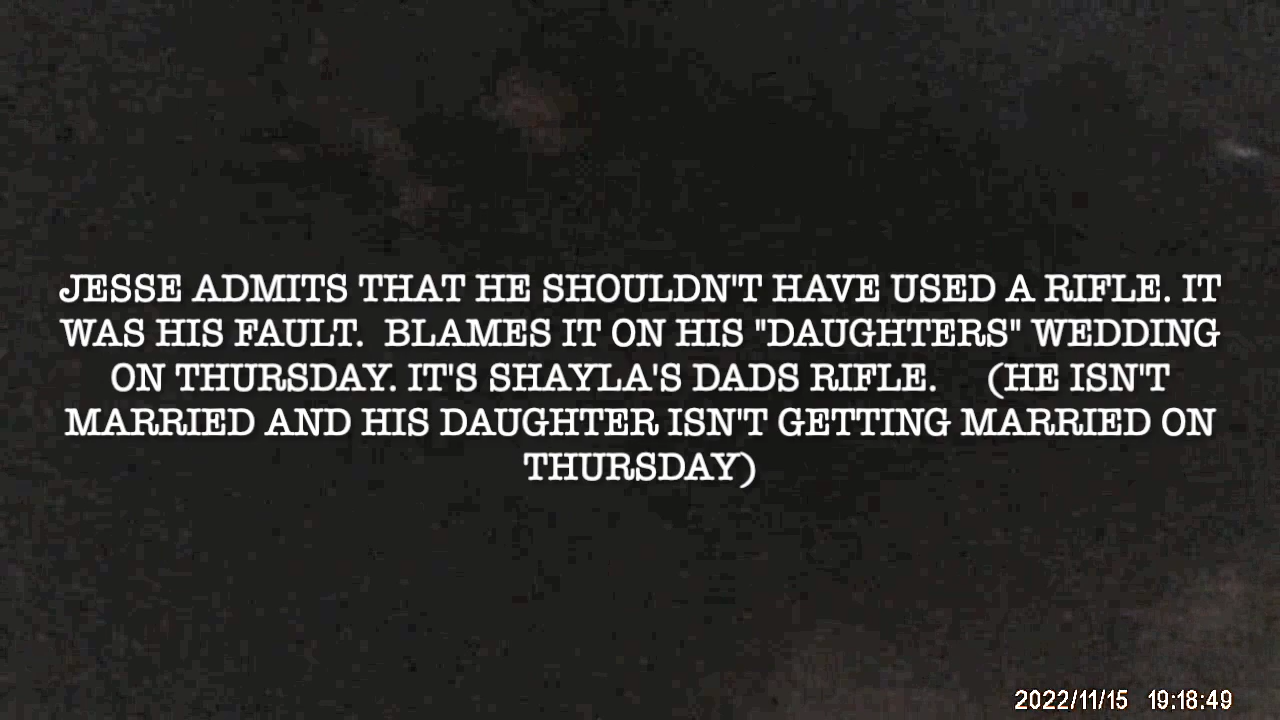 JESSE ADMITS THAT HE SHOULDN'T HAVE USED A RIFLE. IT
WAS HIS FAULT.  BLAMES IT ON HIS "DAUGHTERS" WEDDING
ON THURSDAY. IT'S SHAYLA'S DADS RIFLE.     (HE ISN'T
MARRIED AND HIS DAUGHTER ISN'T GETTING MARRIED ON
THURSDAY)
2022/11/15  19:18:49